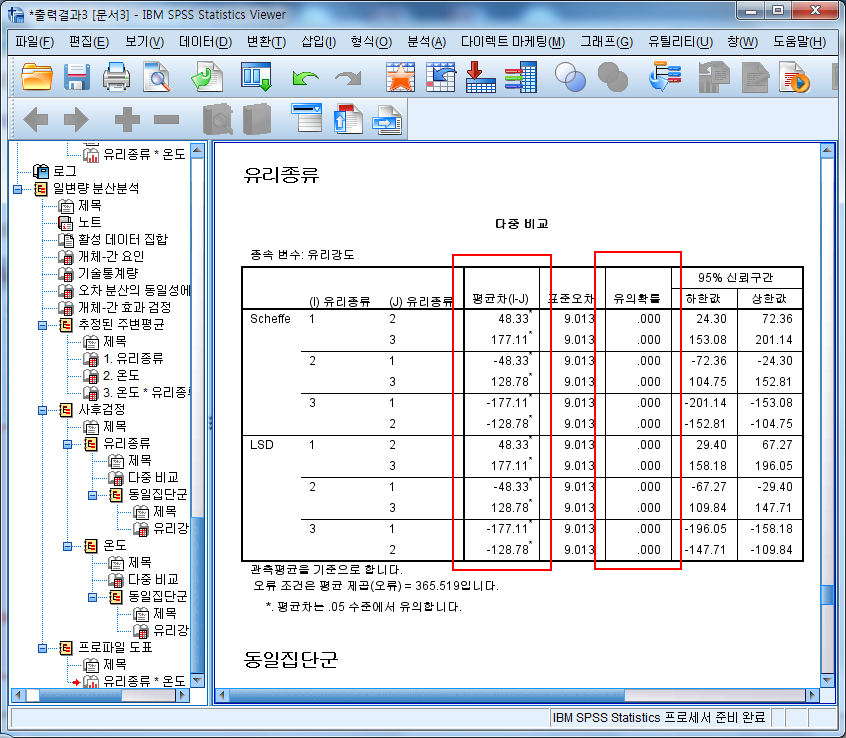 *출력결과3 [문서3] - IBM SPSS Statistics Viewer
파일(F) 편집(E) 보기(V) 데이터(D) 변환(T) 삽입(I) 형식(O) 분석(A) 다이렉트 마케팅(M) 그래프(G) 유틸리티(U) 창(W) 도움말(H)
유리종류 * 온도
로그
일변량 분산분석
제목
노트
활성 데이터 집합
개체-간 요인
기술통계량
오차 분산의 동일성에
개체-간 효과 검정
추정된 주변평균
제목
1. 유리종류
2. 온도
3. 온도 * 유리종류
사후검정
제목
유리종류
제목
다중 비교
동일집단군
제목
유리강
온도
제목
다중 비교
동일집단군
제목
유리강
프로파일 도표
제목
유리종류 * 온도
유리종류
다중 비교
종속 변수: 유리강도
95% 신뢰구간
(I) 유리종류 (J) 유리종류 평균차(I-J) 표준오차 유의확률 하한값 상한값
Scheffe 1 2 48.33* 9.013 .000 24.30 72.36
3 177.11* 9.013 .000 153.08 201.14
2 1 -48.33* 9.013 .000 -72.36 -24.30
3 128.78* 9.013 .000 104.75 152.81
3 1 -177.11* 9.013 .000 -201.14 -153.08
2 -128.78* 9.013 .000 -152.81 -104.75
LSD 1 2 48.33* 9.013 .000 29.40 67.27
3 177.11* 9.013 .000 158.18 196.05
2 1 -48.33* 9.013 .000 -67.27 -29.40
3 128.78* 9.013 .000 109.84 147.71
3 1 -177.11* 9.013 .000 -196.05 -158.18
2 -128.78* 9.013 .000 -147.71 -109.84
관측평균을 기준으로 합니다.
오류 조건은 평균 제곱(오류) = 365.519입니다.
*. 평균차는 .05 수준에서 유의합니다.
동일집단군
IBM SPSS Statistics 프로세서 준비 완료